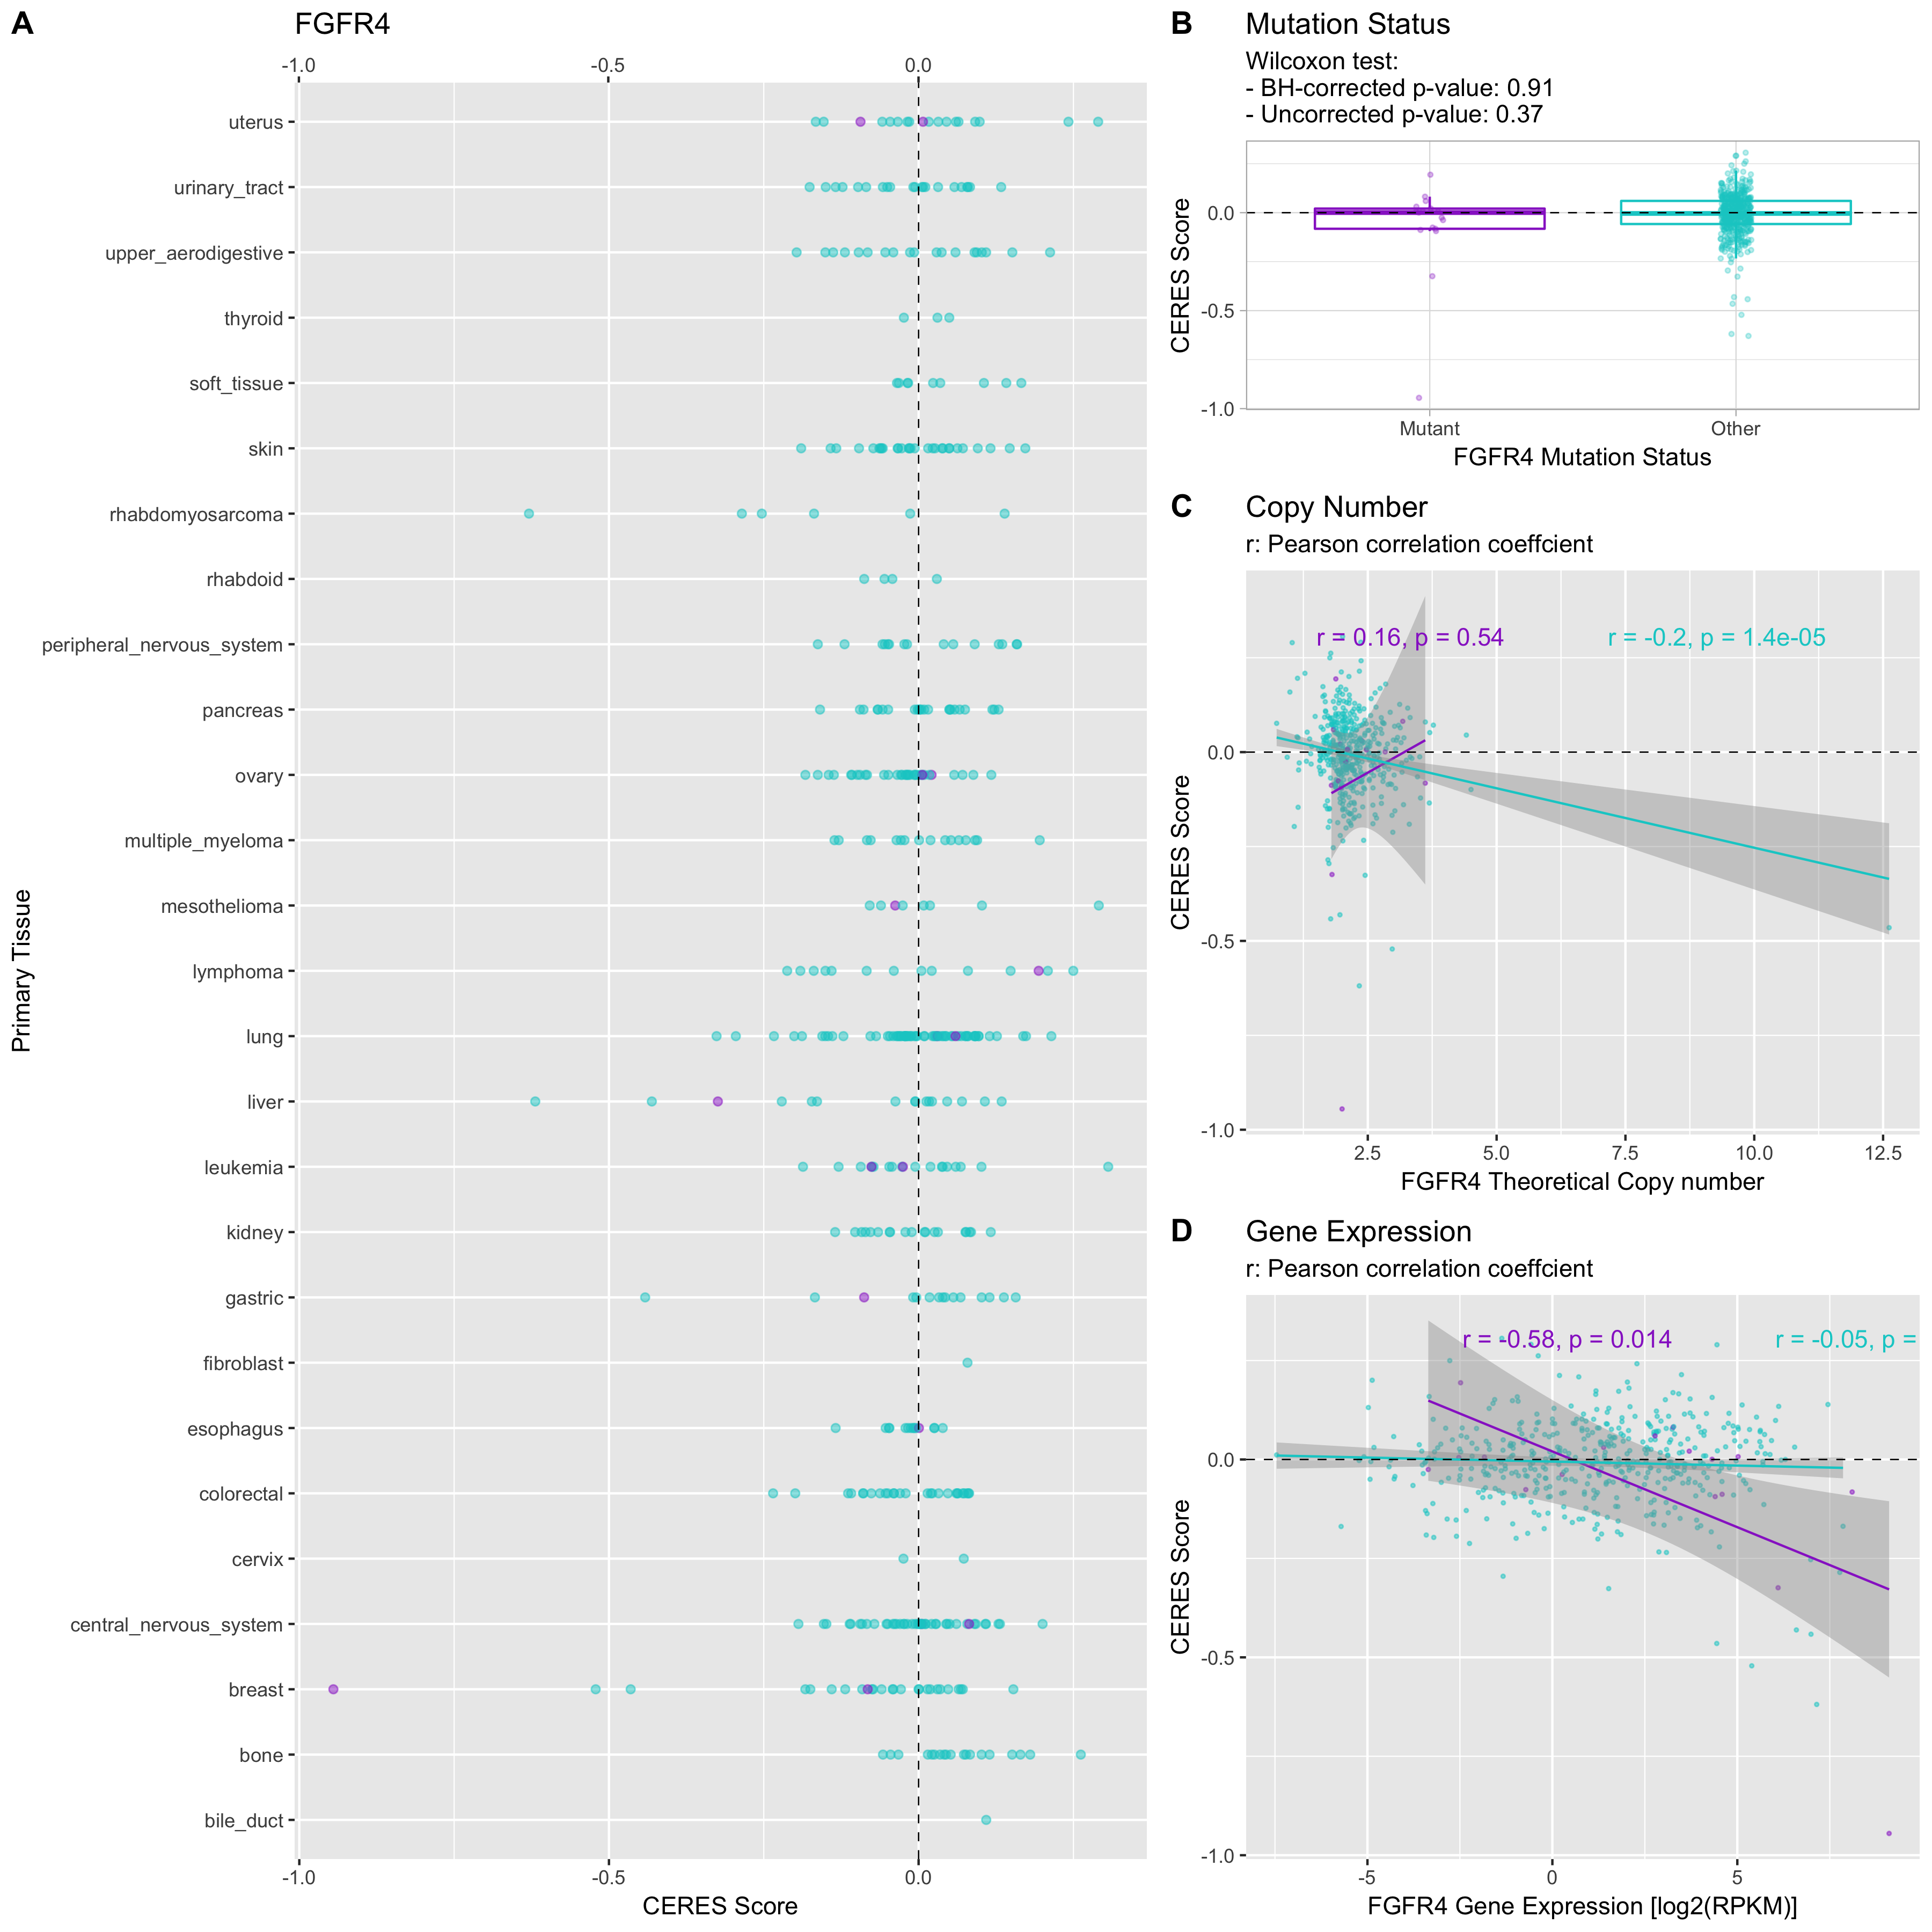 A
FGFR4
-1.0
-0.5
0.0
uterus
urinary_tract
upper_aerodigestive
thyroid
soft_tissue
skin
rhabdomyosarcoma
rhabdoid
peripheral_nervous_system
pancreas
ovary
multiple_myeloma
mesothelioma
lymphoma
lung
liver
leukemia
kidney
gastric
fibroblast
esophagus
colorectal
cervix
central_nervous_system
breast
bone
bile_duct
Primary Tissue
-1.0
-0.5
0.0
CERES Score
B
Mutation Status
Wilcoxon test:
- BH-corrected p-value: 0.91
- Uncorrected p-value: 0.37
CERES Score
0.0
-0.5
-1.0
Mutant
Other
FGFR4 Mutation Status
C
Copy Number
r: Pearson correlation coeffcient
r = 0.16, p = 0.54
r = -0.2, p = 1.4e-05
CERES Score
0.0
-0.5
-1.0
2.5
5.0
7.5
10.0
12.5
FGFR4 Theoretical Copy number
D
Gene Expression
r: Pearson correlation coeffcient
r = -0.58, p = 0.014
r = -0.05, p =
CERES Score
0.0
-0.5
-1.0
-5
0
5
FGFR4 Gene Expression [log2(RPKM)]